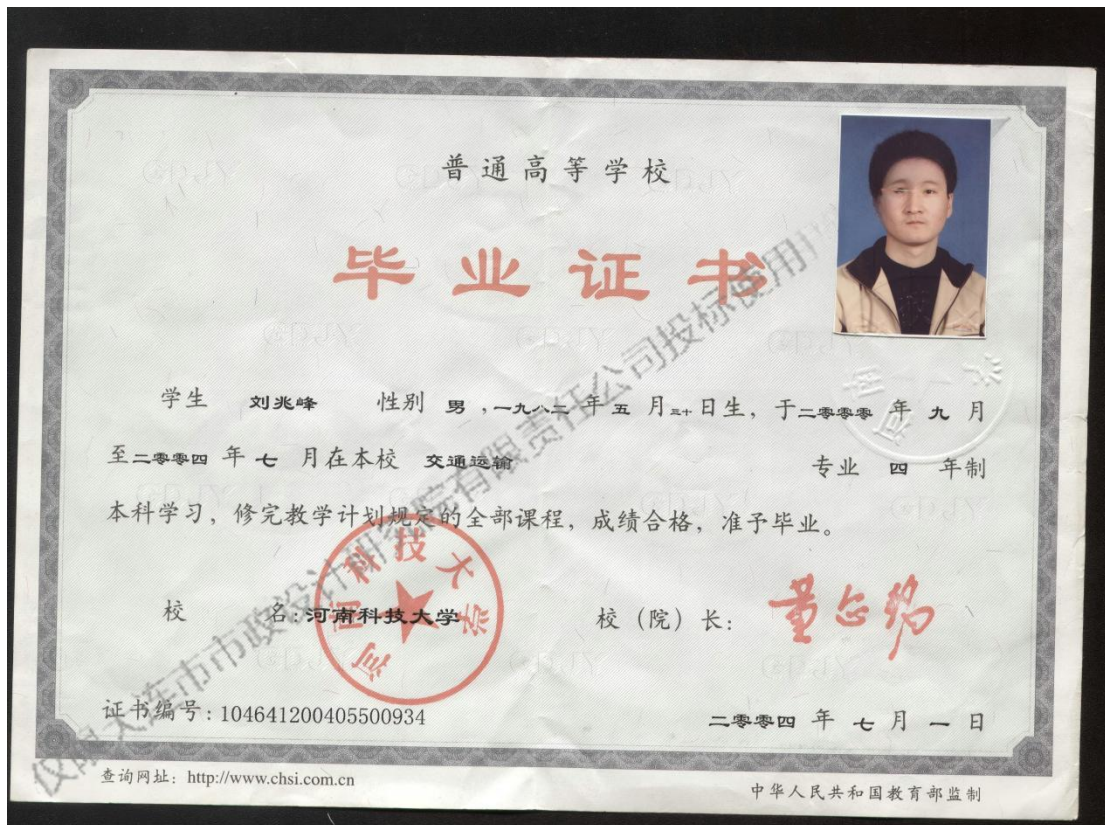 普通高等学校
毕业证书
学生 刘兆峰 性别 男，一九八二年五月三十日生，于二零零零年九月
至二零零四年七月在本校 交通运输 专业 四 年制
本科学习，修完教学计划规定的全部课程，成绩合格，准予毕业。
校 名：河南科技大学 校（院）长：
河南科技大学
证书编号：104641200405500934 二零零四年七月一日
查询网址：http://www.chsi.com.cn 中华人民共和国教育部监制
仅限大连市市政设计研究院有限责任公司投标使用